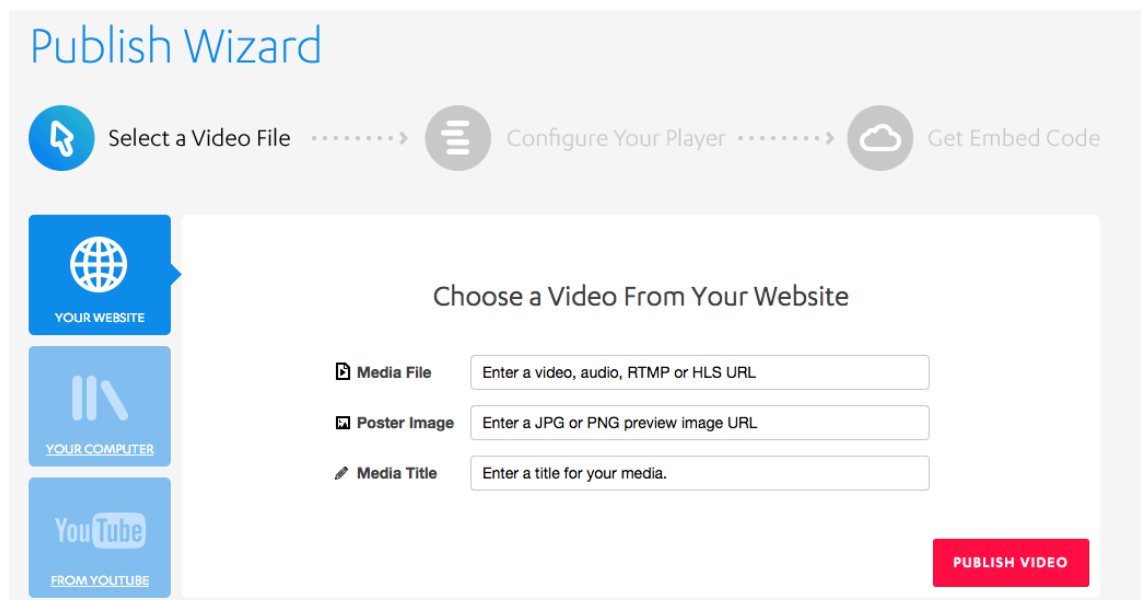 Publish Wizard
Select a Video File
Configure Your Player
Get Embed Code
YOUR WEBSITE
Choose a Video From Your Website
Media File
Enter a video, audio, RTMP or HLS URL
Poster Image
Enter a JPG or PNG preview image URL
Media Title
Enter a title for your media.
YOUR COMPUTER
YouTube
FROM YOUTUBE
PUBLISH VIDEO